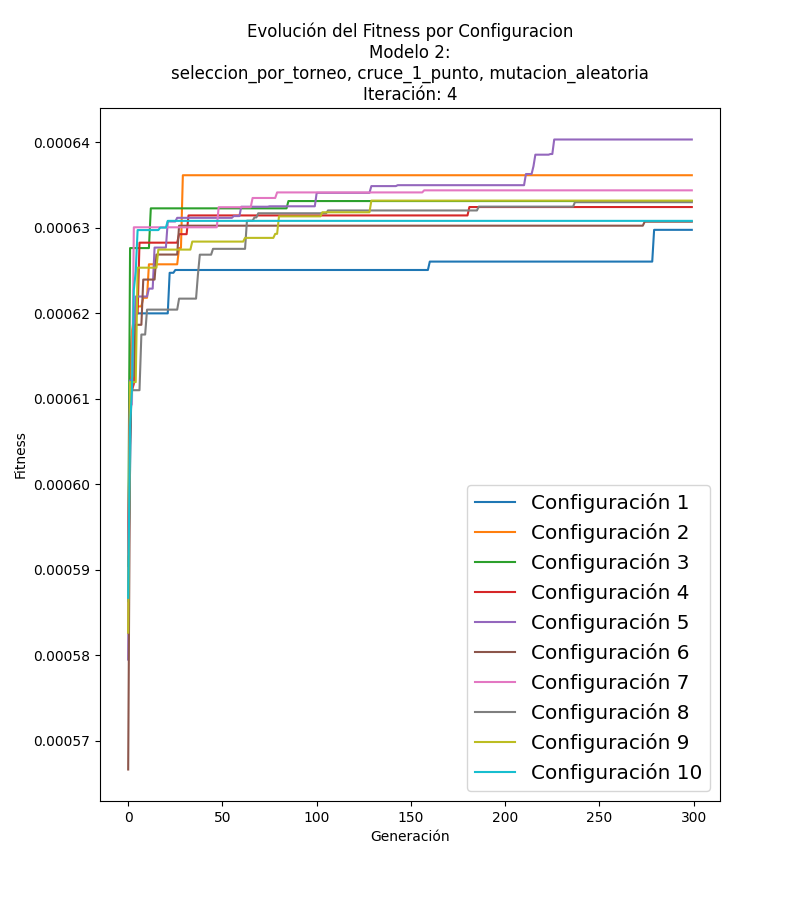 Evolución del Fitness por Configuracion
Modelo 2:
seleccion_por_torneo, cruce_1_punto, mutacion_aleatoria
Iteración: 4
0.00064
0.00063
0.00062
0.00061
0.00060
0.00059
0.00058
0.00057
Fitness
Configuración 1
Configuración 2
Configuración 3
Configuración 4
Configuración 5
Configuración 6
Configuración 7
Configuración 8
Configuración 9
Configuración 10
0 50 100 150 200 250 300
Generación